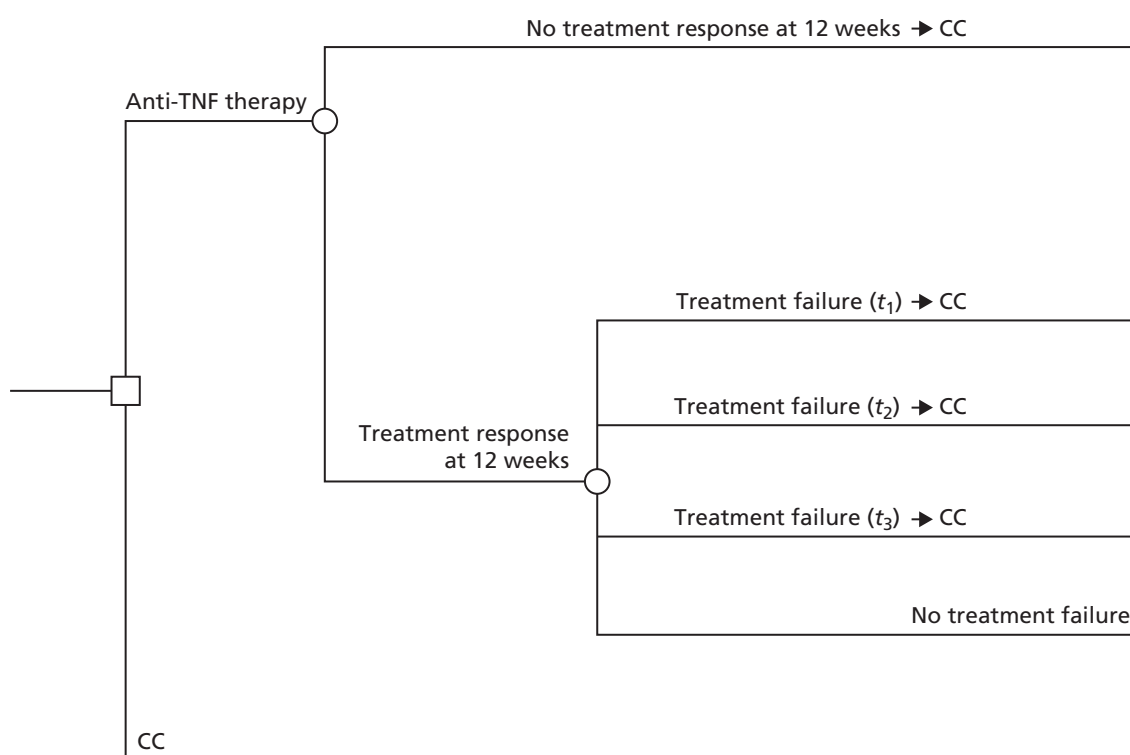 No treatment response at 12 weeks → CC
Anti-TNF therapy
Treatment failure (t₁) → CC
Treatment failure (t₂) → CC
Treatment response
at 12 weeks
Treatment failure (t₃) → CC
No treatment failure
CC